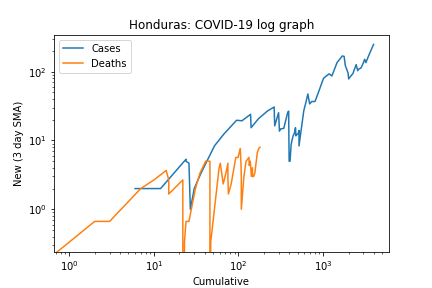 Honduras: COVID-19 log graph
Cases
Deaths
New (3 day SMA)
10²
10¹
10⁰
10⁰ 10¹ 10² 10³
Cumulative